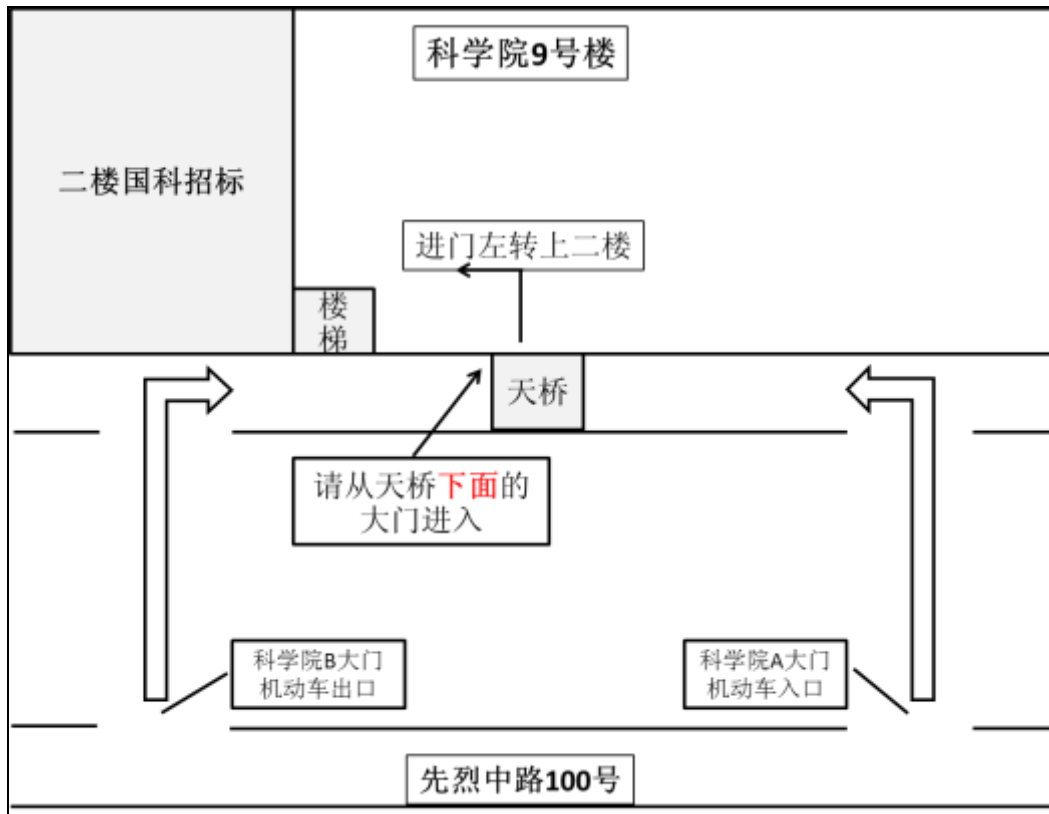 科学院9号楼
二楼国科招标
进门左转上二楼
楼
梯
天桥
请从天桥下面的
大门进入
科学院B大门
机动车出口
科学院A大门
机动车入口
先烈中路100号